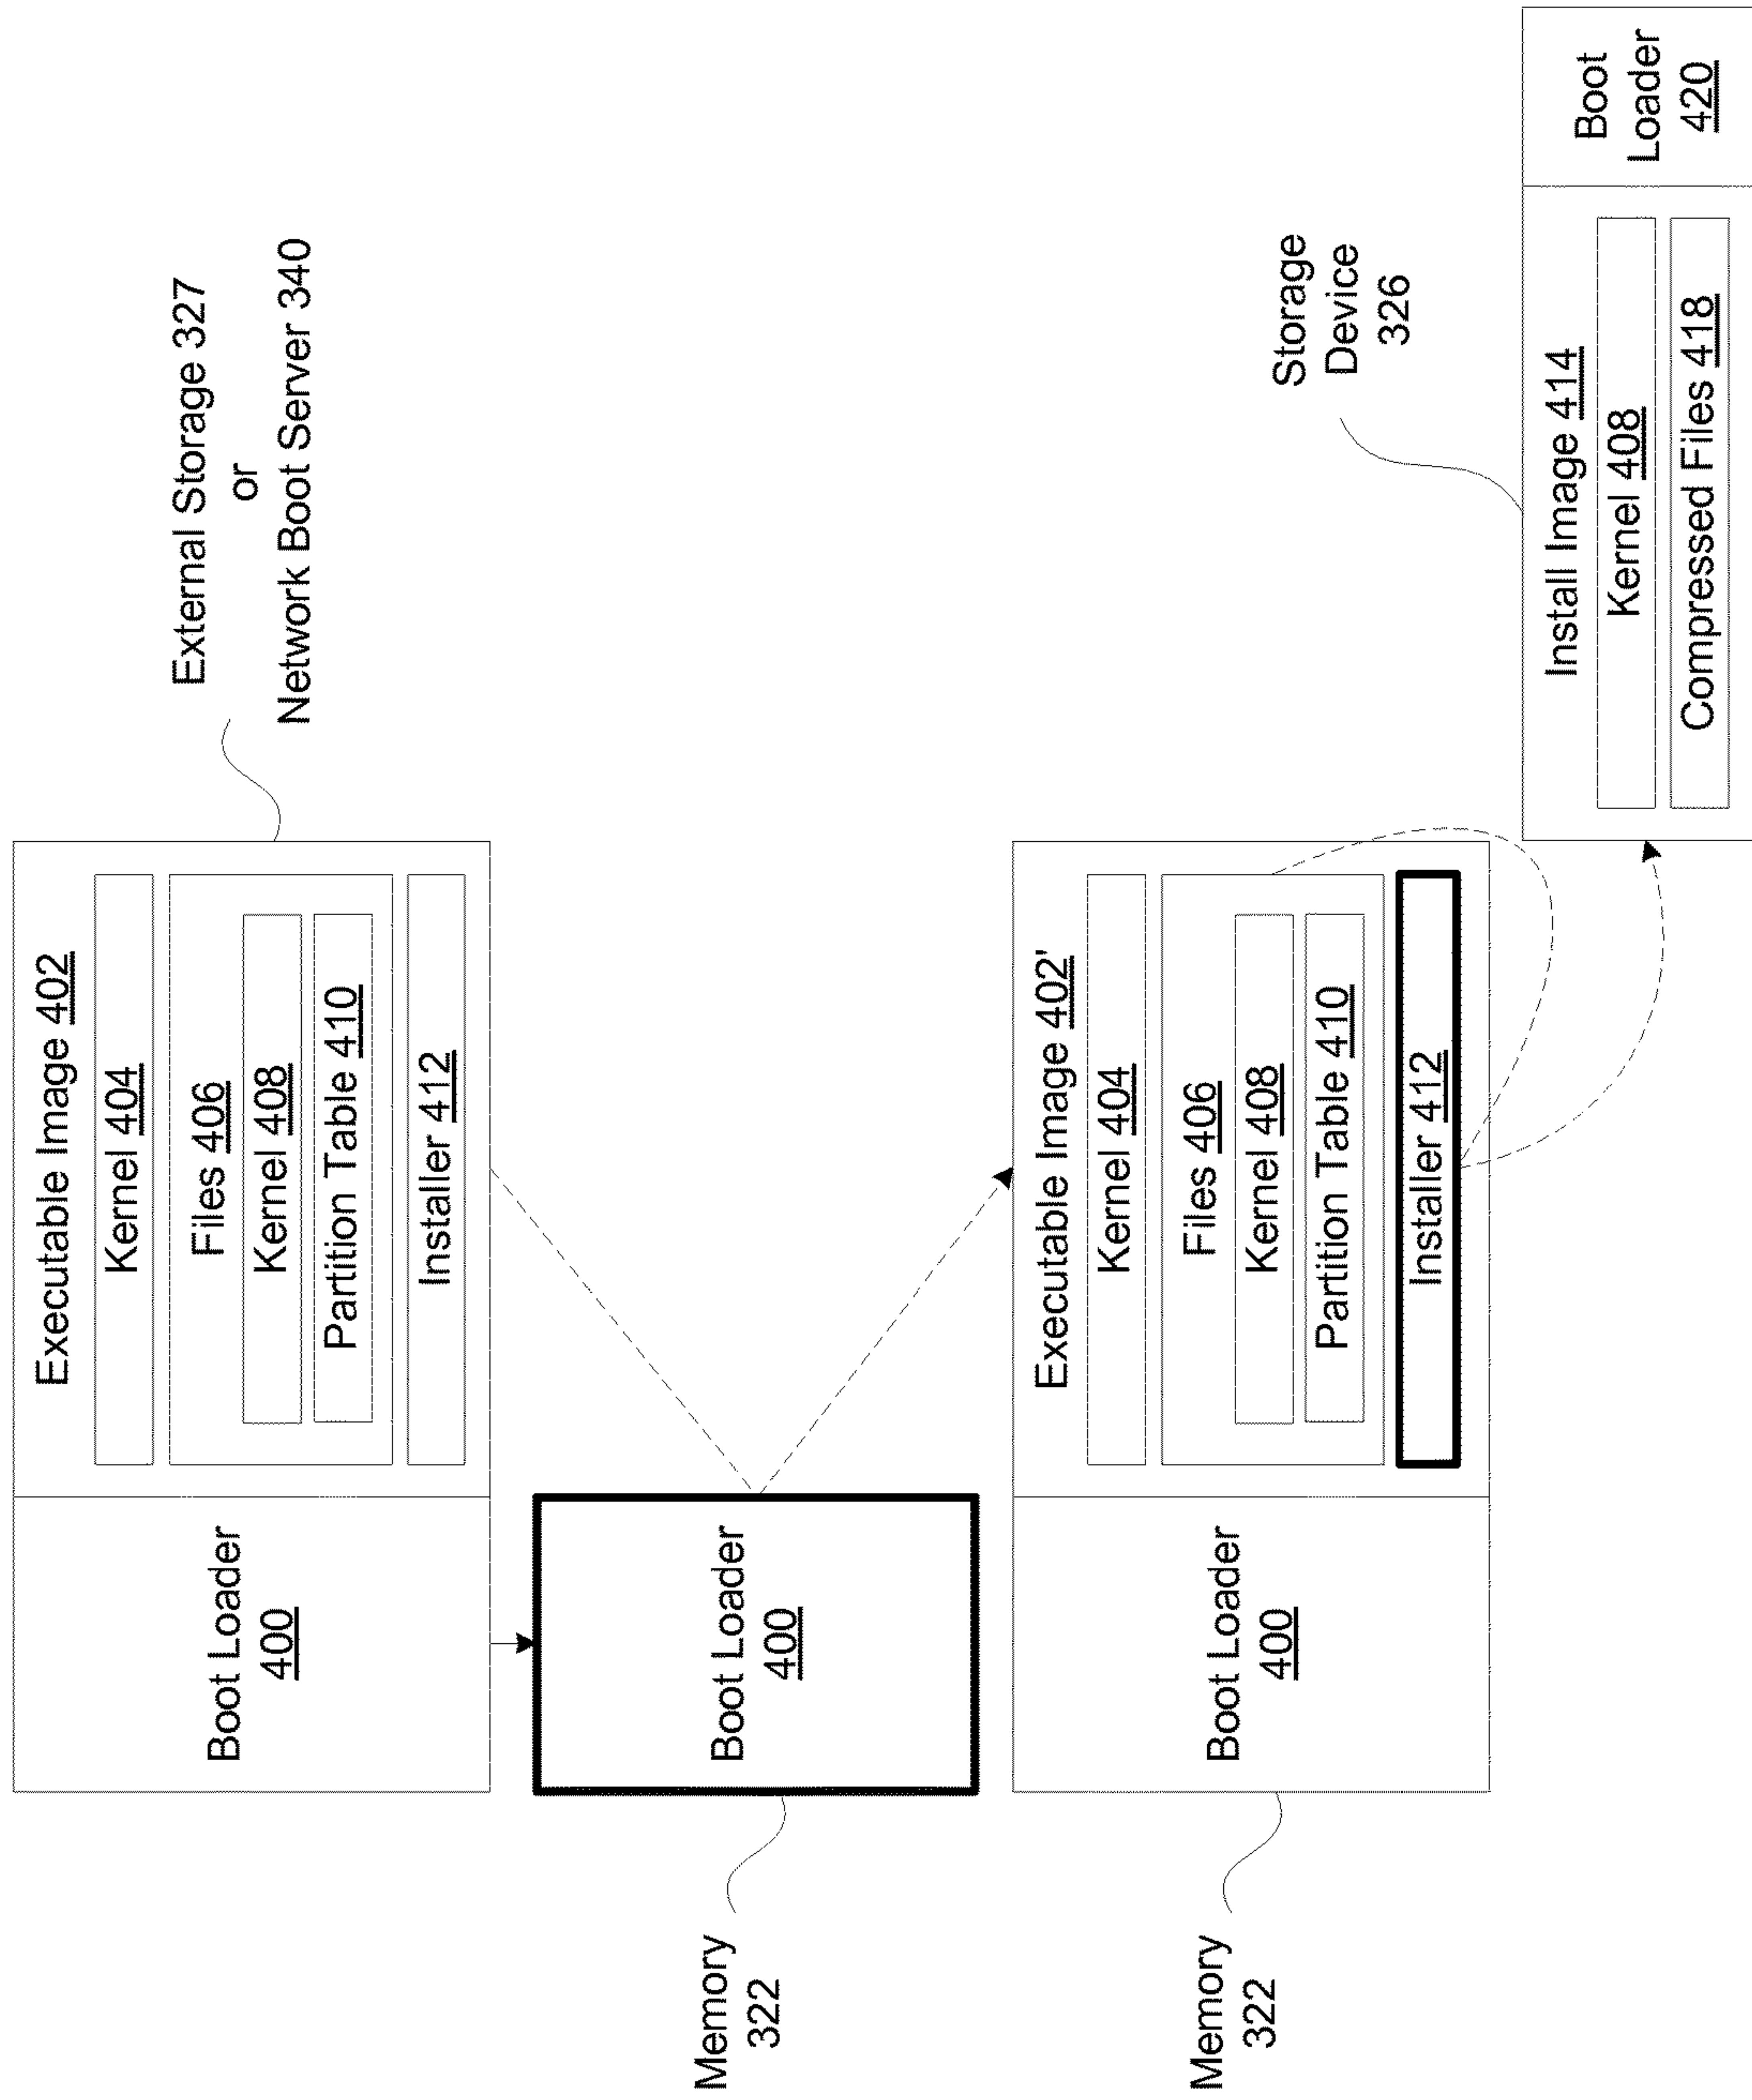 Boot Loader
400
Executable Image 402
Kernel 404
Files 406
Kernel 408
Partition Table 410
Installer 412
External Storage 327
or
Network Boot Server 340
Memory
322
Boot Loader
400
Memory
322
Boot Loader
400
Executable Image 402'
Kernel 404
Files 406
Kernel 408
Partition Table 410
Installer 412
Storage
Device
326
Install Image 414
Kernel 408
Compressed Files 418
Boot
Loader
420